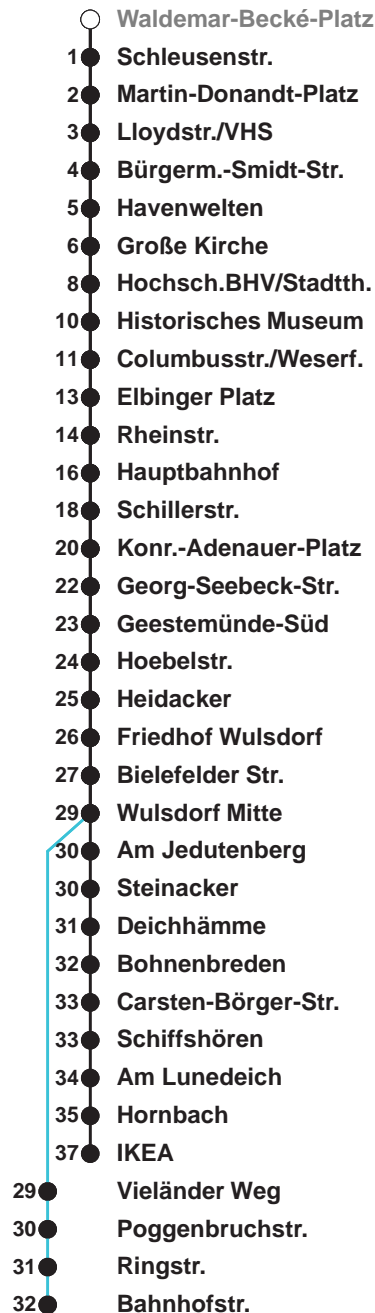 Waldemar-Becké-Platz
1 Schleusenstr.
2 Martin-Donandt-Platz
3 Lloydstr./VHS
4 Bürgerm.-Smidt-Str.
5 Havenwelten
6 Große Kirche
8 Hochsch.BHV/Stadtth.
10 Historisches Museum
11 Columbusstr./Weserf.
13 Elbinger Platz
14 Rheinstr.
16 Hauptbahnhof
18 Schillerstr.
20 Konr.-Adenauer-Platz
22 Georg-Seebeck-Str.
23 Geestemünde-Süd
24 Hoebelstr.
25 Heidacker
26 Friedhof Wulsdorf
27 Bielefelder Str.
29 Wulsdorf Mitte
30 Am Jedutenberg
30 Steinacker
31 Deichhämme
32 Bohnenbreden
33 Carsten-Börger-Str.
33 Schiffshören
34 Am Lunedeich
35 Hornbach
37 IKEA
29 Vieländer Weg
30 Poggenbruchstr.
31 Ringstr.
32 Bahnhofstr.